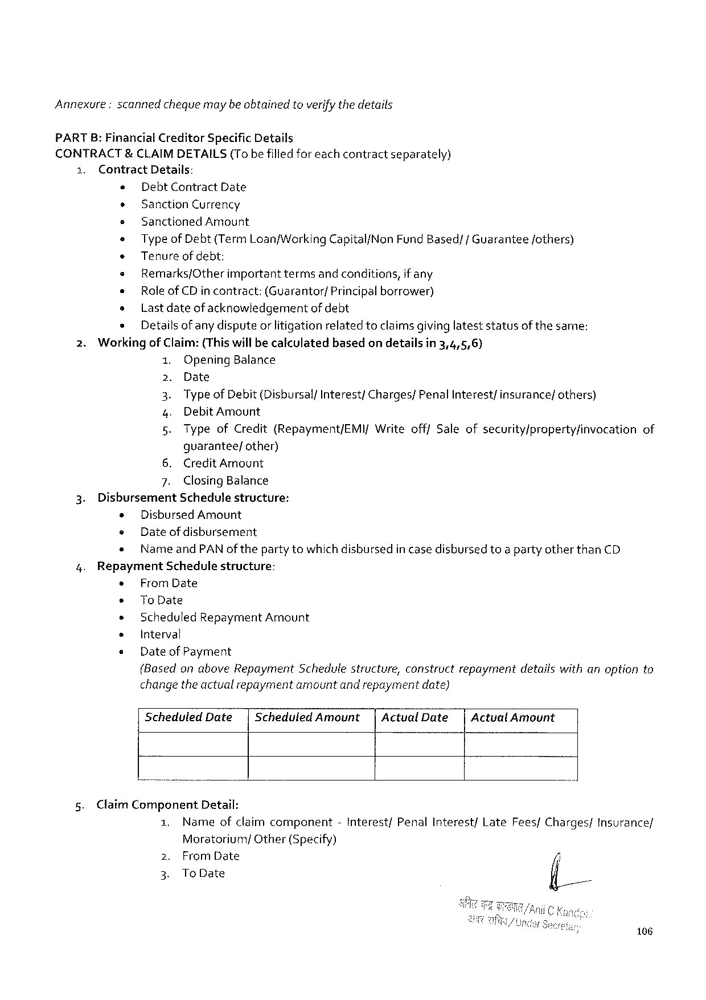 Annexure : scanned cheque may be obtained to verify the details
PART B: Financial Creditor Specific Details
CONTRACT & CLAIM DETAILS (To be filled for each contract separately)
1. Contract Details:
• Debt Contract Date
• Sanction Currency
• Sanctioned Amount
• Type of Debt (Term Loan/Working Capital/Non Fund Based/ / Guarantee /others)
• Tenure of debt:
• Remarks/Other important terms and conditions, if any
• Role of CD in contract: (Guarantor/ Principal borrower)
• Last date of acknowledgement of debt
• Details of any dispute or litigation related to claims giving latest status of the same:
2. Working of Claim: (This will be calculated based on details in 3,4,5,6)
1. Opening Balance
2. Date
3. Type of Debit (Disbursal/ Interest/ Charges/ Penal Interest/ insurance/ others)
4. Debit Amount
5. Type of Credit (Repayment/EMI/ Write off/ Sale of security/property/invocation of
guarantee/ other)
6. Credit Amount
7. Closing Balance
3. Disbursement Schedule structure:
• Disbursed Amount
• Date of disbursement
• Name and PAN of the party to which disbursed in case disbursed to a party other than CD
4. Repayment Schedule structure:
• From Date
• To Date
• Scheduled Repayment Amount
• Interval
• Date of Payment
(Based on above Repayment Schedule structure, construct repayment details with an option to
change the actual repayment amount and repayment date)
Scheduled Date Scheduled Amount Actual Date Actual Amount
5. Claim Component Detail:
1. Name of claim component - Interest/ Penal Interest/ Late Fees/ Charges/ Insurance/
Moratorium/ Other (Specify)
2. From Date
3. To Date
अनिल चन्द्र /Anil C
अवर सचिव/Under Secretary
106